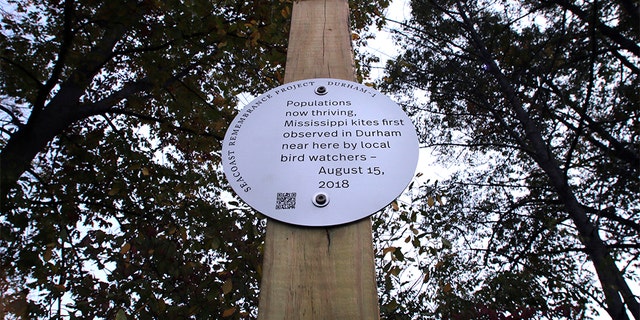 SEACOAST REMEMBRANCE PROJECT – DURHAM
Populations
now thriving,
Mississippi kites first
observed in Durham
near here by local
bird watchers –
August 15,
2018